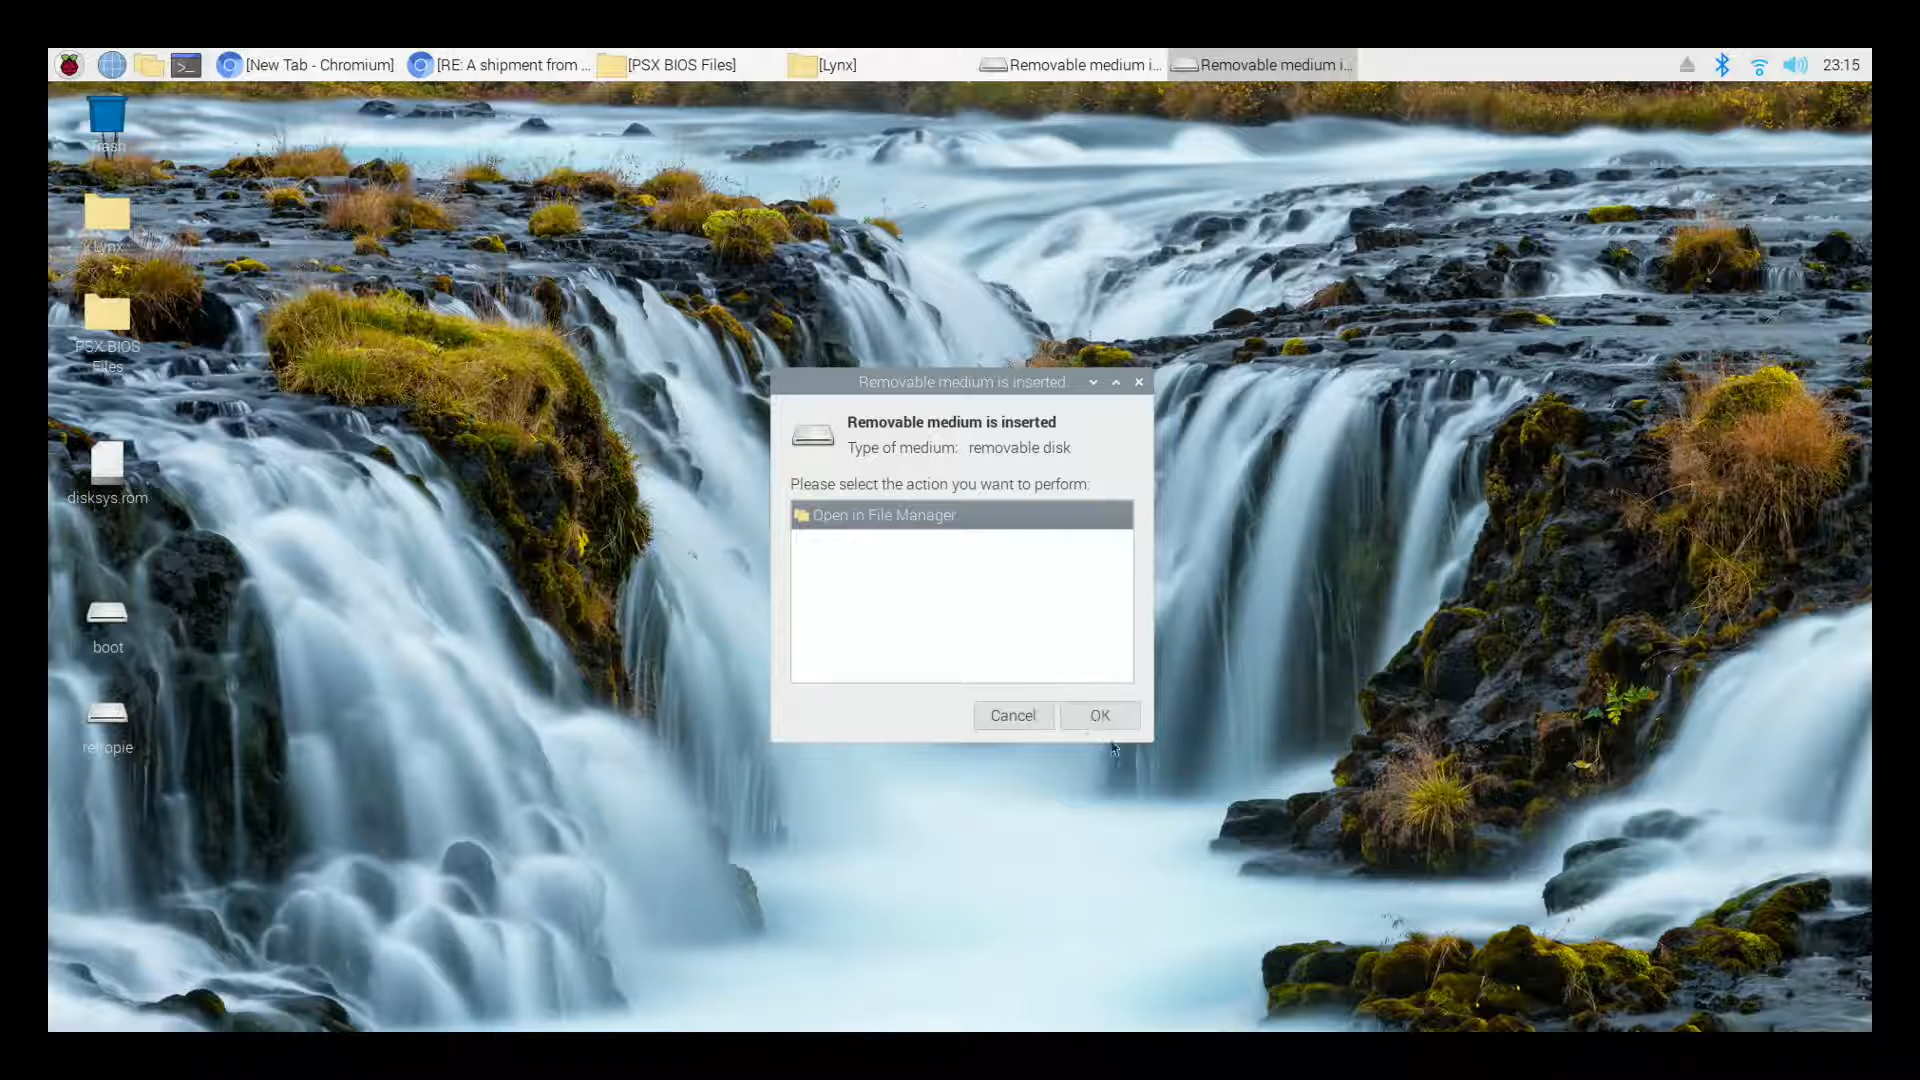 [New Tab - Chromium]
[RE: A shipment from ...
[PSX BIOS Files]
[Lynx]
Removable medium i...
Removable medium i...
23:15
Trash
Lynx
PSX BIOS
Files
disksys.rom
boot
retropie
Removable medium is inserted
Removable medium is inserted
Type of medium: removable disk
Please select the action you want to perform:
Open in File Manager
Cancel
OK